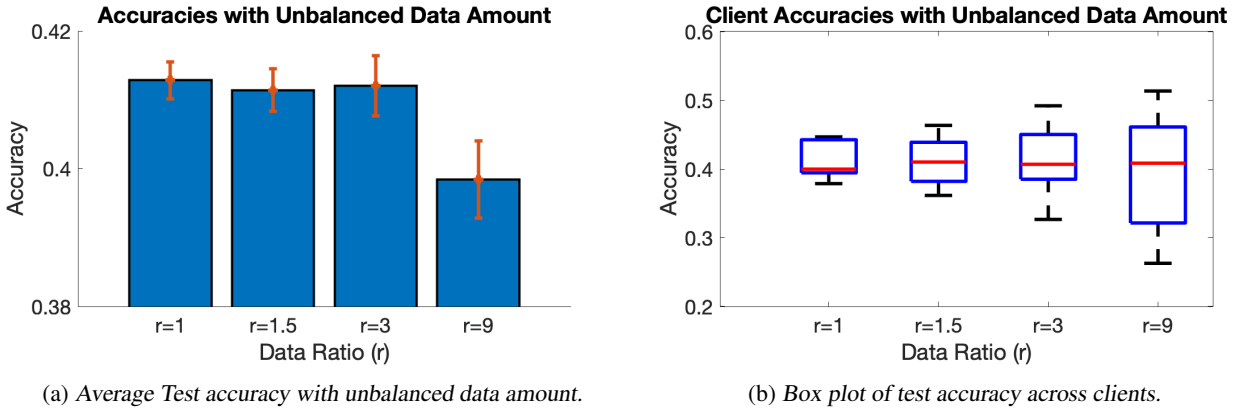 Accuracies with Unbalanced Data Amount
0.42
0.4
0.38
Accuracy
r=1 r=1.5 r=3 r=9
Data Ratio (r)
(a) Average Test accuracy with unbalanced data amount.
Client Accuracies with Unbalanced Data Amount
0.6
0.5
0.4
0.3
0.2
Accuracy
r=1 r=1.5 r=3 r=9
Data Ratio (r)
(b) Box plot of test accuracy across clients.